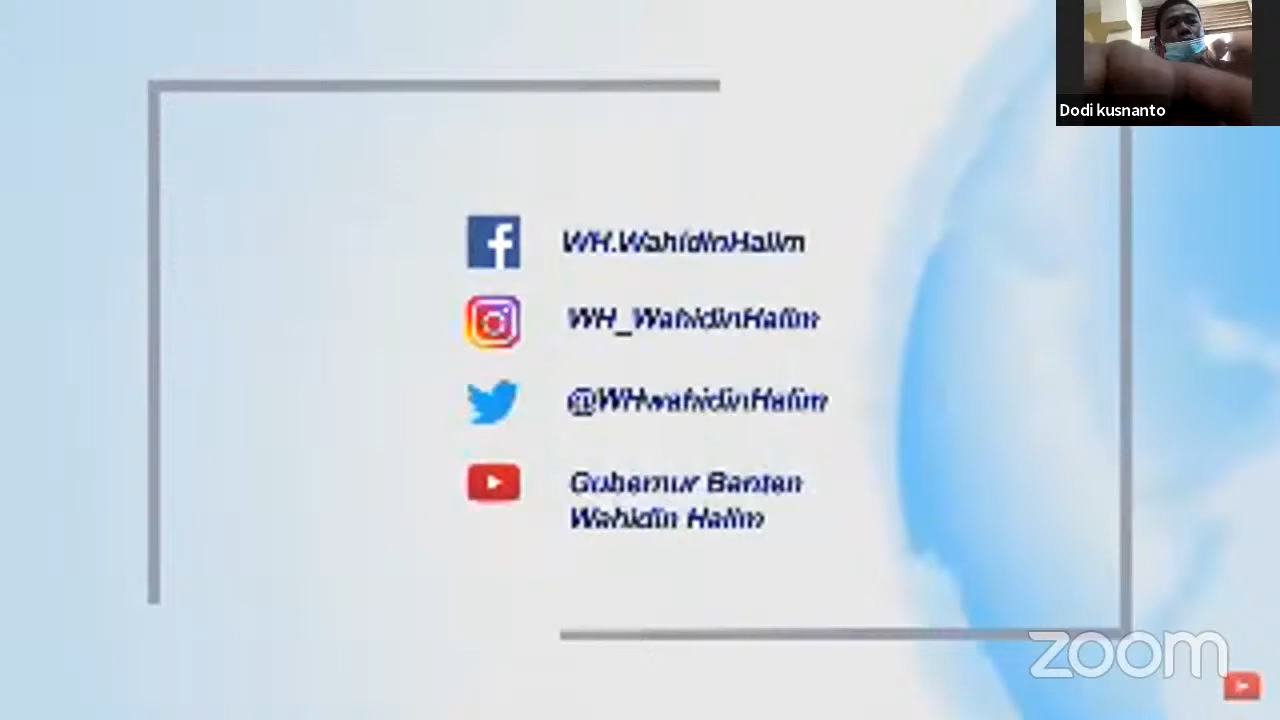 Dodi kusnanto
WH.WahidinHalim
WH_WahidinHalim
@WHwahidinHalim
Gubernur Banten
Wahidin Halim
zoom